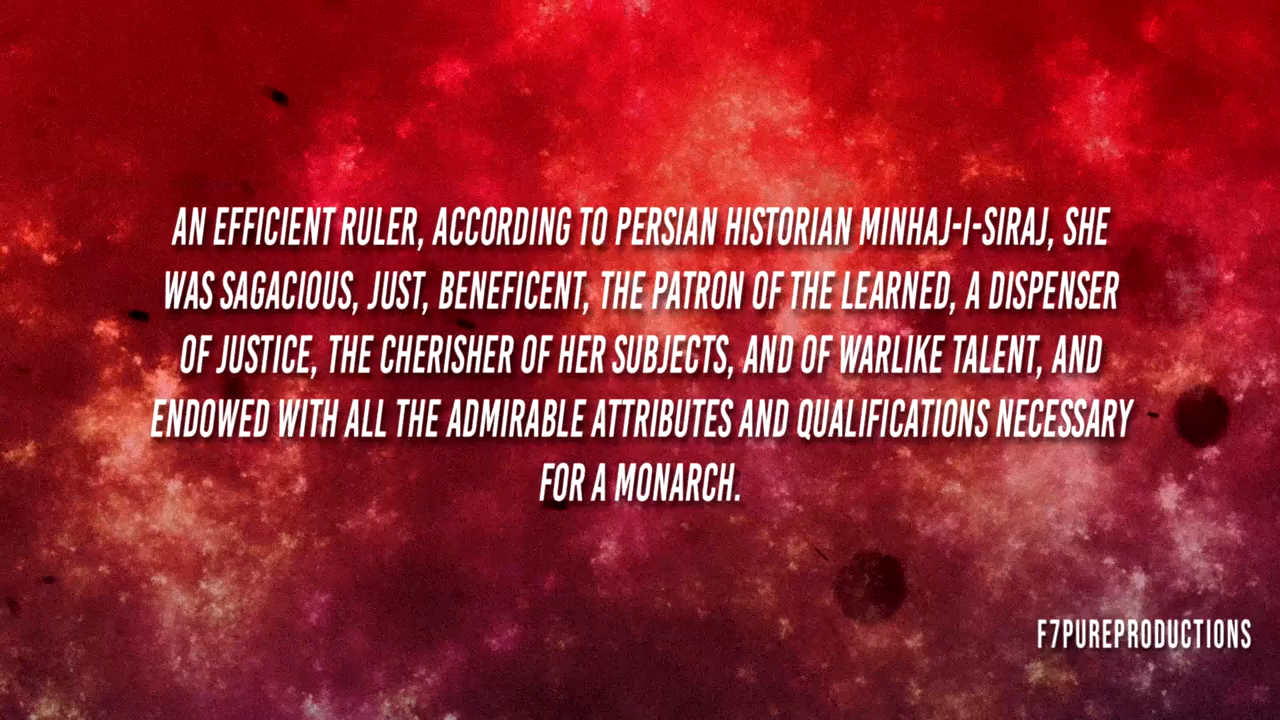 AN EFFICIENT RULER, ACCORDING TO PERSIAN HISTORIAN MINHAJ-I-SIRAJ, SHE
WAS SAGACIOUS, JUST, BENEFICENT, THE PATRON OF THE LEARNED, A DISPENSER
OF JUSTICE, THE CHERISHER OF HER SUBJECTS, AND OF WARLIKE TALENT, AND
ENDOWED WITH ALL THE ADMIRABLE ATTRIBUTES AND QUALIFICATIONS NECESSARY
FOR A MONARCH.
F7PUREPRODUCTIONS